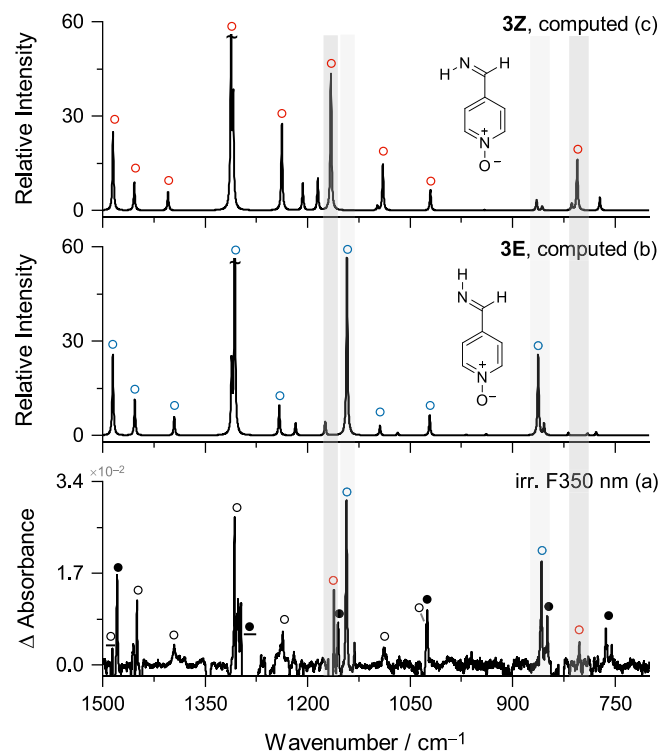 3Z, computed (c)
Relative Intensity
60
30
0
H
N
H
N
+
O
−
3E, computed (b)
Relative Intensity
60
30
0
H
N
H
N
+
O
−
×10⁻²
irr. F350 nm (a)
Δ Absorbance
3.4
1.7
0.0
1500 1350 1200 1050 900 750
Wavenumber / cm⁻¹